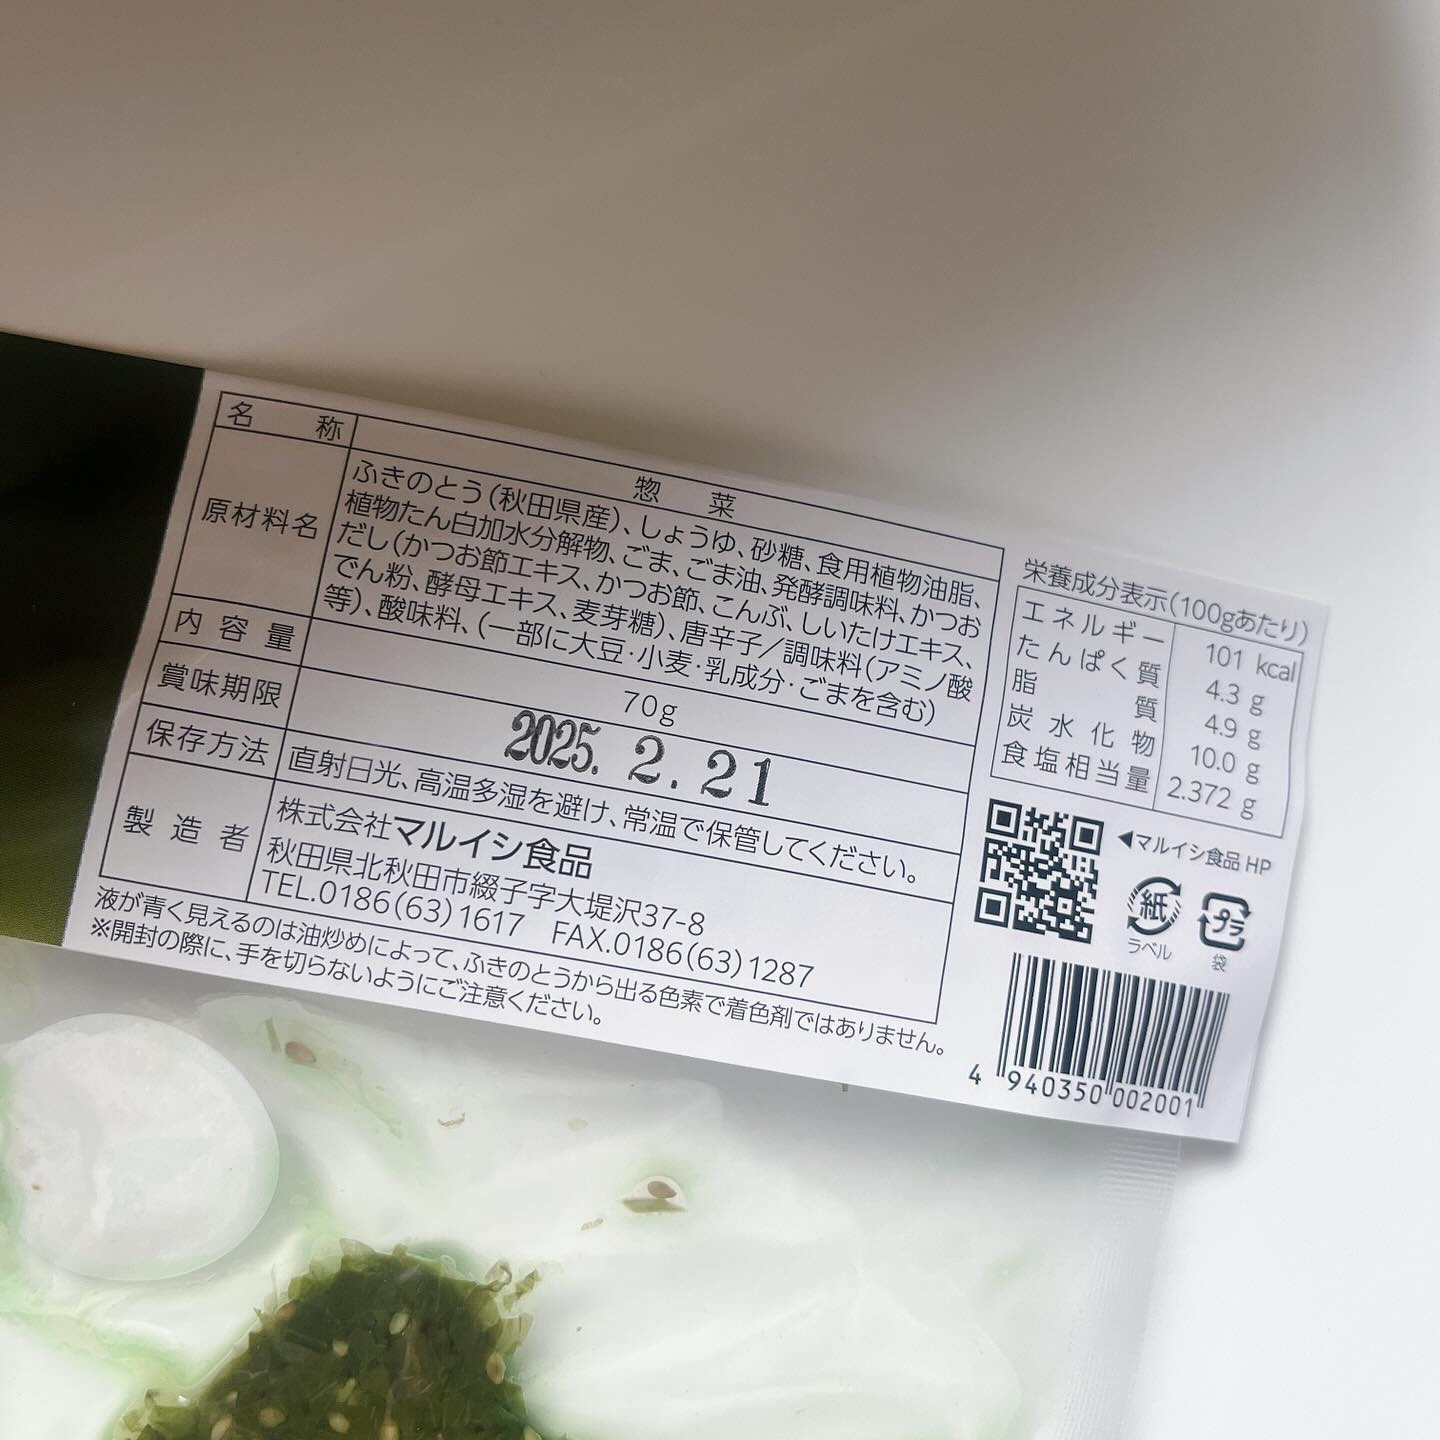 名称 惣菜
原材料名 ふきのとう(秋田県産)、しょうゆ、砂糖、食用植物油脂、
植物たん白加水分解物、ごま、ごま油、発酵調味料、かつお
だし(かつお節エキス、かつお節、こんぶ、しいたけエキス、
でん粉、酵母エキス、麦芽糖)、唐辛子/調味料(アミノ酸
等)、酸味料、(一部に大豆・小麦・乳成分・ごまを含む)
内容量 70g
賞味期限 2025. 2. 21
保存方法 直射日光、高温多湿を避け、常温で保管してください。
製造者 株式会社マルイシ食品
秋田県北秋田市綴子字大堤沢37-8
TEL.0186(63)1617 FAX.0186(63)1287
液が青く見えるのは油炒めによって、ふきのとうから出る色素で着色剤ではありません。
※開封の際に、手を切らないようにご注意ください。
栄養成分表示(100gあたり)
エネルギー 101 kcal
たんぱく質 4.3 g
脂質 4.9 g
炭水化物 10.0 g
食塩相当量 2.372 g
◀マルイシ食品 HP
紙
ラベル
プラ
袋
4 940350 002001